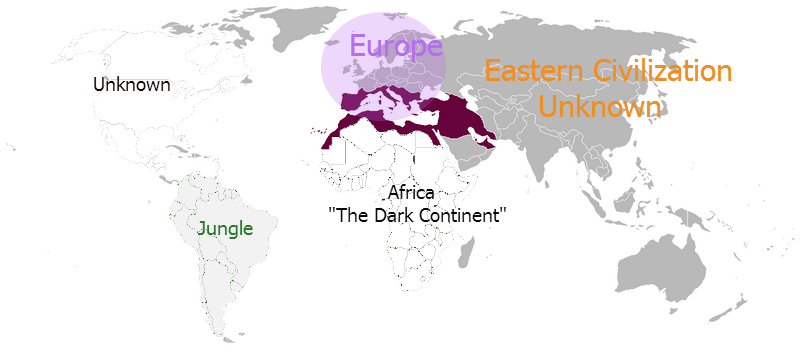 Europe
Eastern Civilization
Unknown
Unknown
Africa
"The Dark Continent"
Jungle